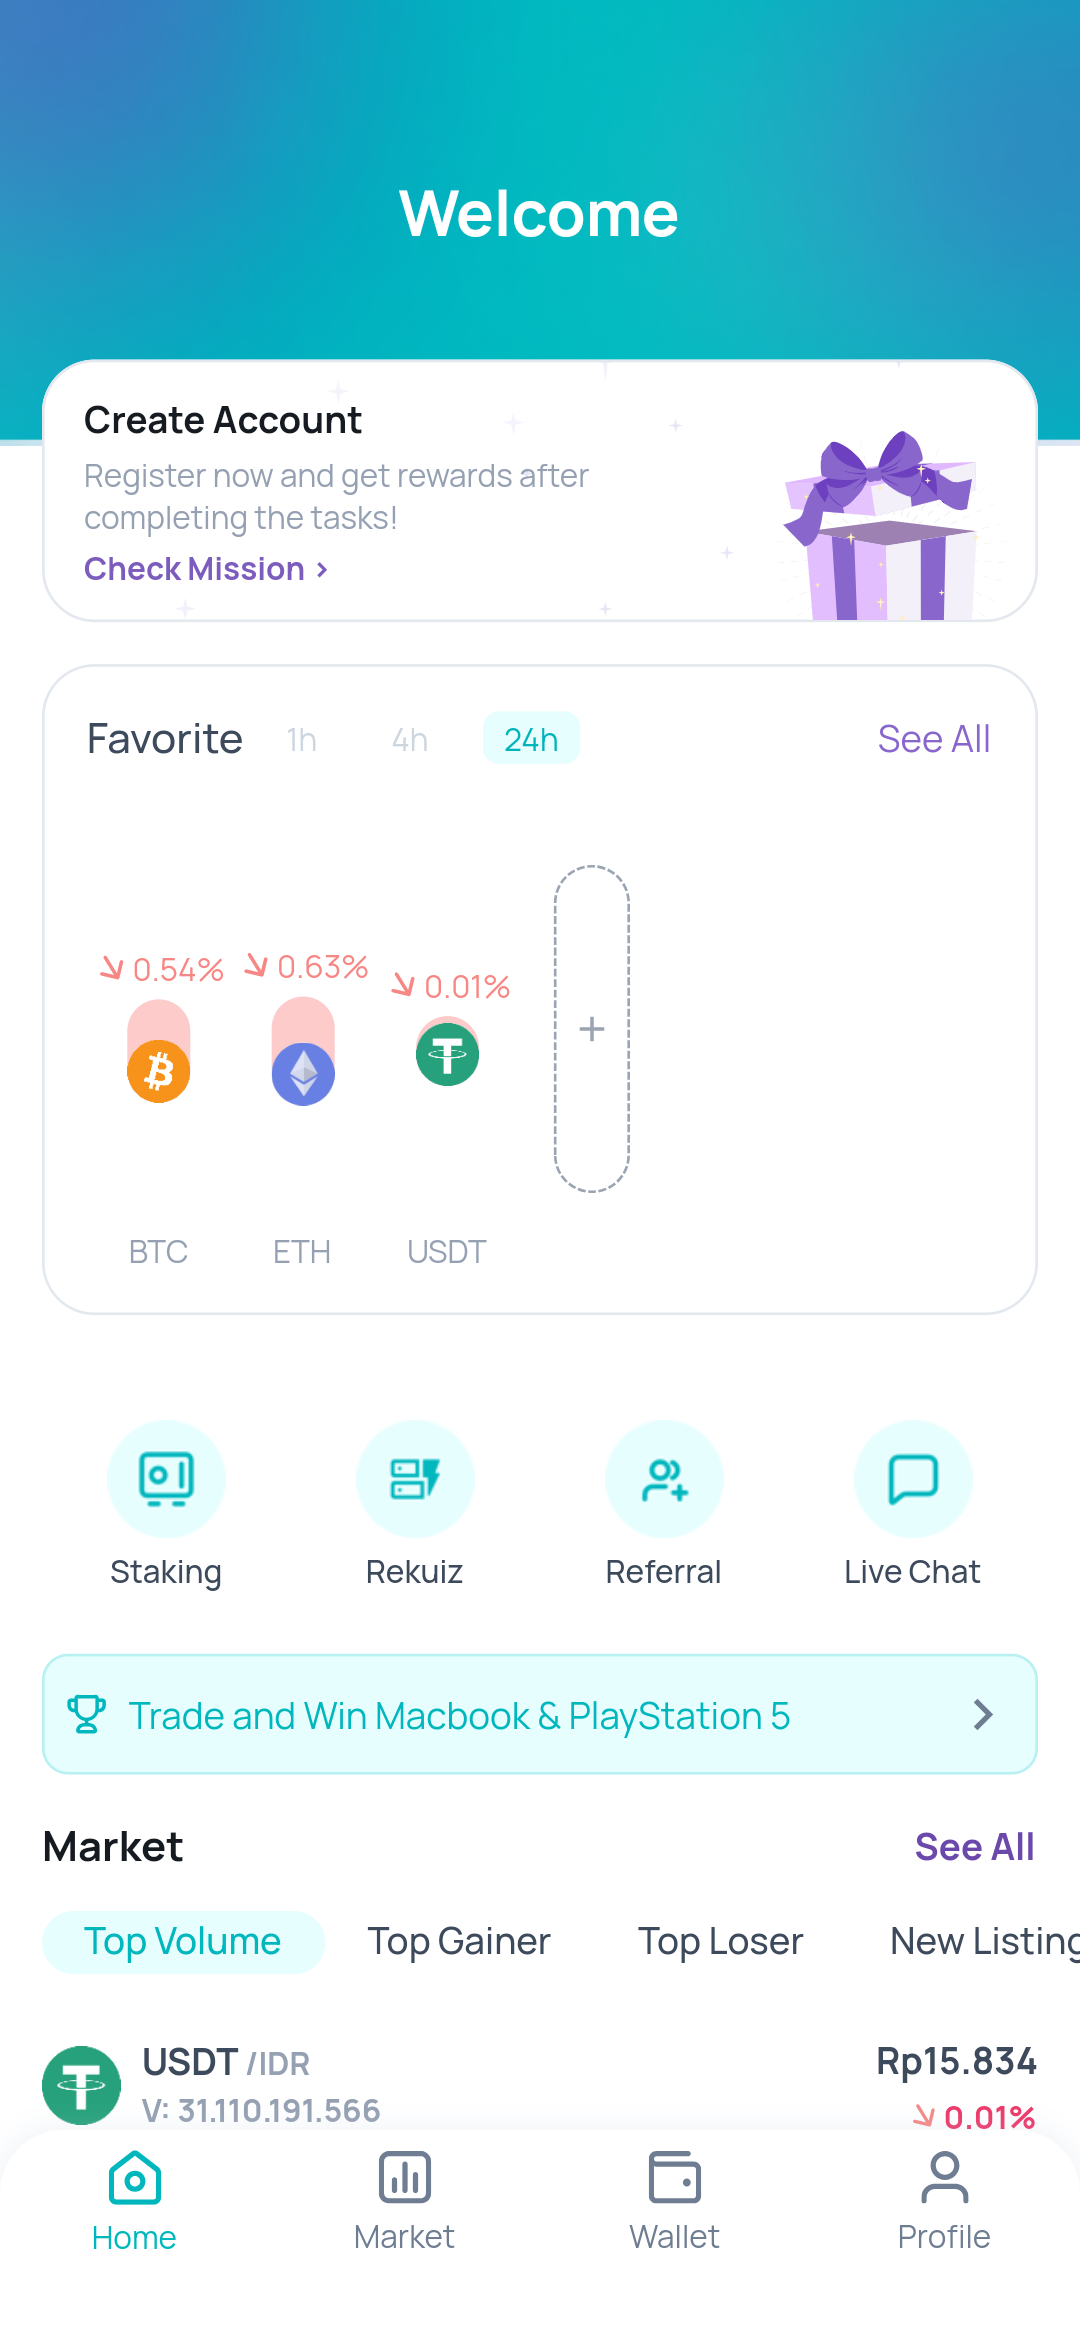 Welcome
Create Account
Register now and get rewards after
completing the tasks!
Check Mission ›
Favorite 1h 4h 24h See All
0.54% 0.63% 0.01%
+
BTC ETH USDT
Staking Rekuiz Referral Live Chat
Trade and Win Macbook & PlayStation 5
Market See All
Top Volume Top Gainer Top Loser New Listing
USDT /IDR Rp15.834
V: 31.110.191.566 0.01%
Home Market Wallet Profile